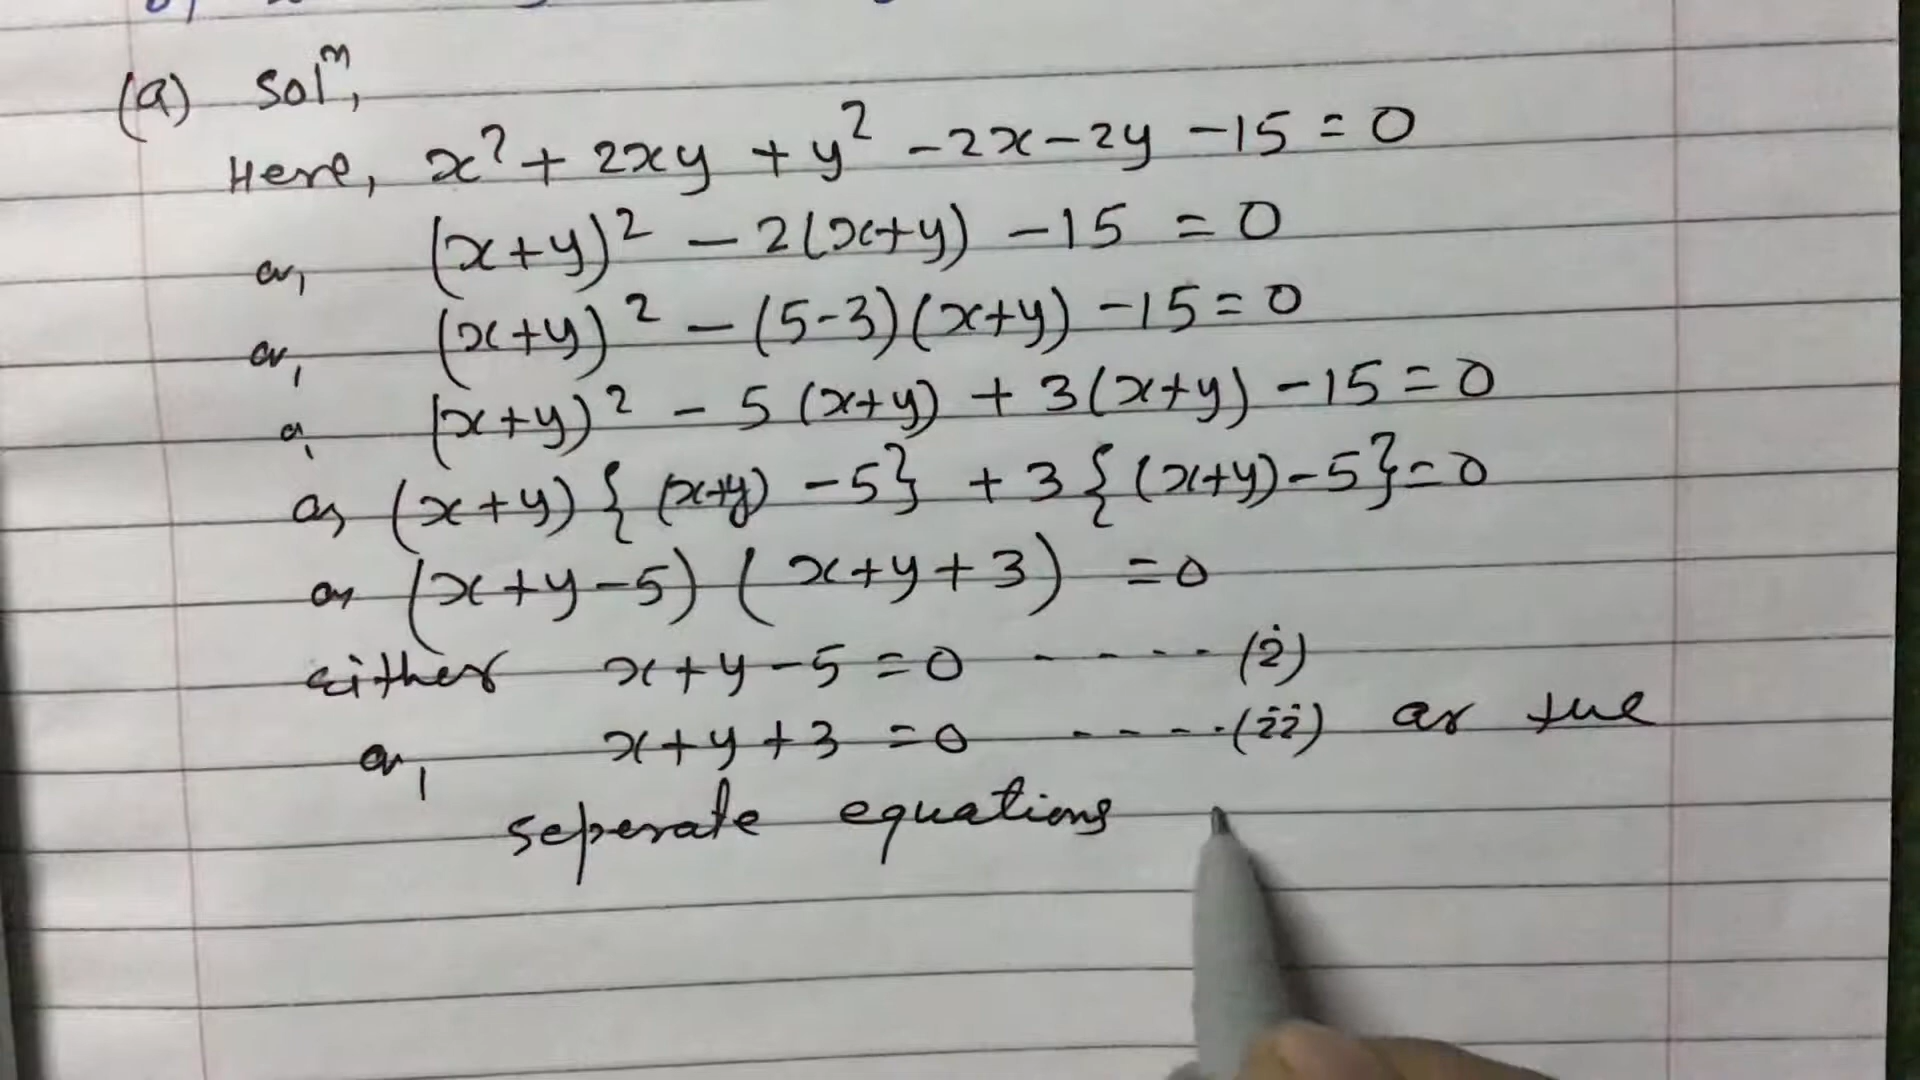 (a) Solⁿ,
Here, x² + 2xy + y² - 2x - 2y - 15 = 0
or, (x+y)² - 2(x+y) - 15 = 0
or, (x+y)² - (5-3)(x+y) - 15 = 0
or, (x+y)² - 5(x+y) + 3(x+y) - 15 = 0
or, (x+y){(x+y) - 5} + 3{(x+y) - 5} = 0
or (x+y-5)(x+y+3) = 0
either x+y-5 = 0 ----- (i)
or, x+y+3 = 0 ----- (ii) are the
seperate equations